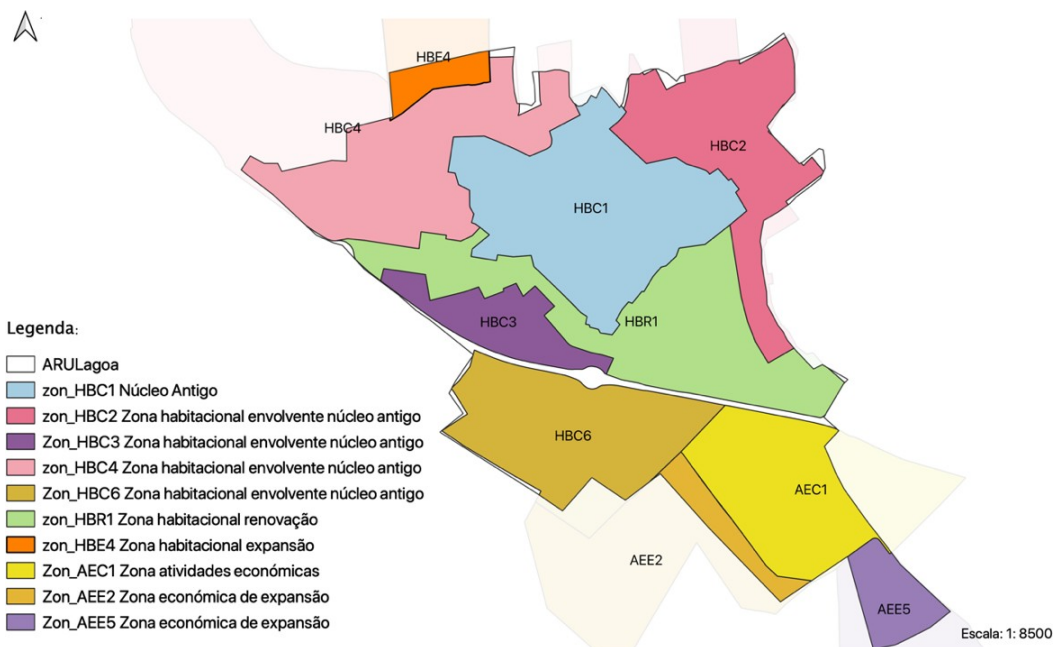 HBE4
HBC4
HBC2
HBC1
HBC3
HBR1
HBC6
AEC1
AEE2
AEE5
Legenda:
ARULagoa
zon_HBC1 Núcleo Antigo
zon_HBC2 Zona habitacional envolvente núcleo antigo
Zon_HBC3 Zona habitacional envolvente núcleo antigo
zon_HBC4 Zona habitacional envolvente núcleo antigo
Zon_HBC6 Zona habitacional envolvente núcleo antigo
zon_HBR1 Zona habitacional renovação
zon_HBE4 Zona habitacional expansão
Zon_AEC1 Zona atividades económicas
Zon_AEE2 Zona económica de expansão
Zon_AEE5 Zona económica de expansão
Escala: 1: 8500